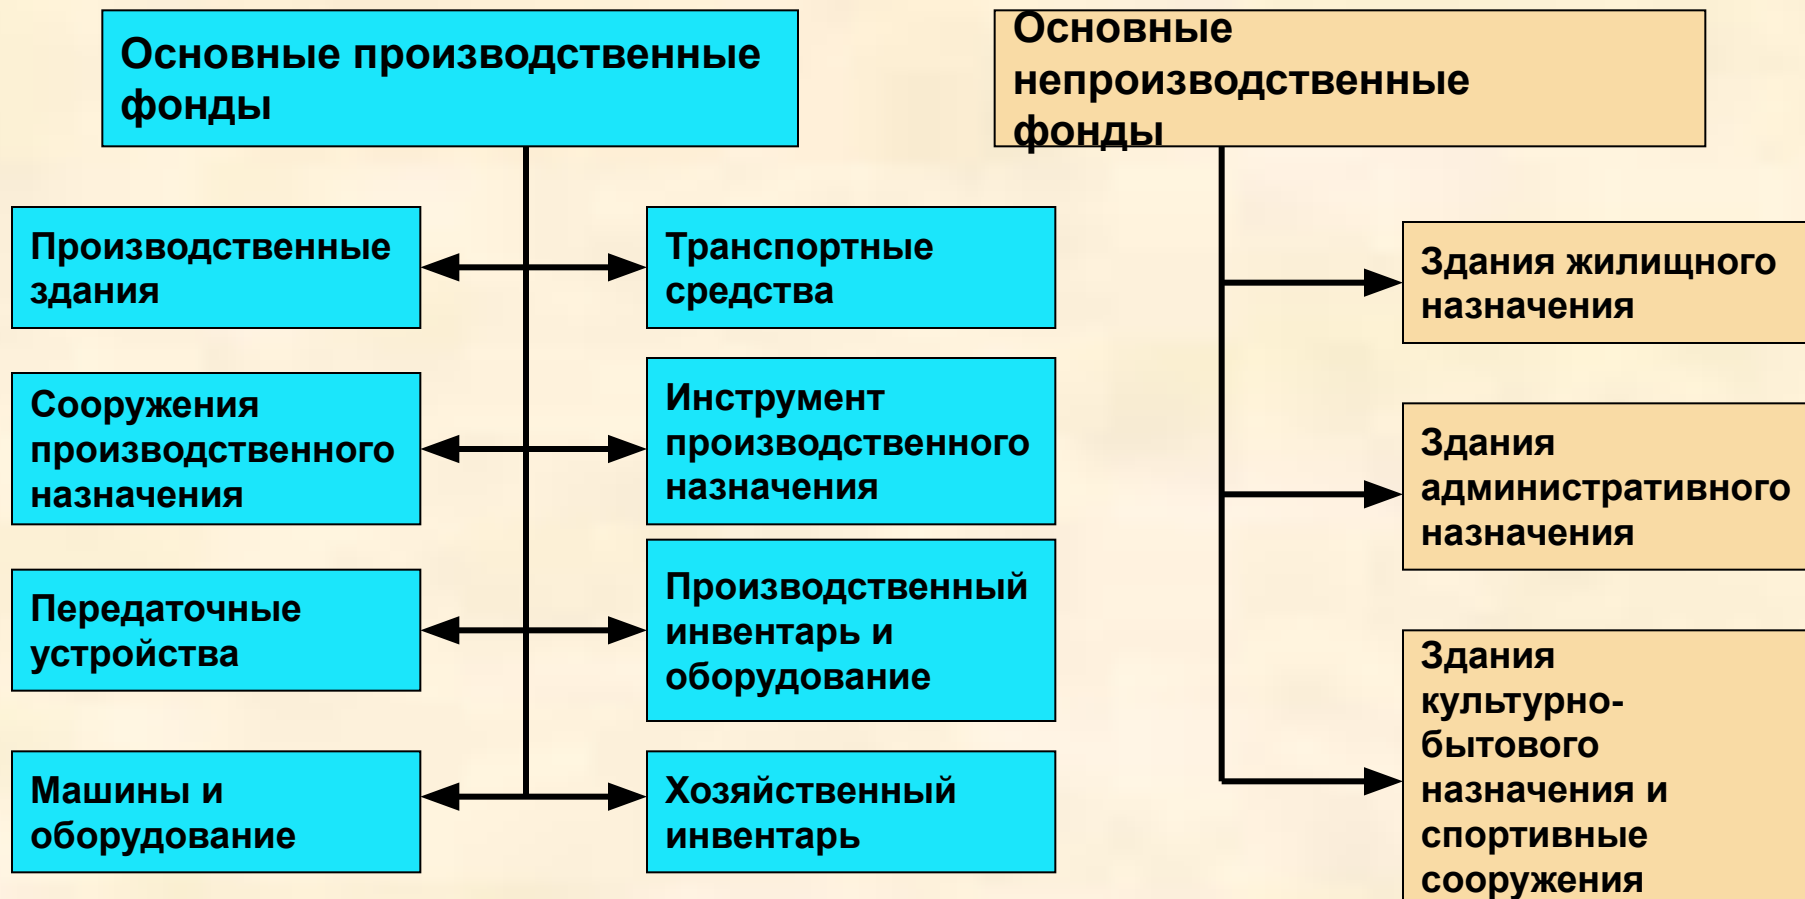 Основные производственные
фонды
Основные
непроизводственные
фонды
Производственные
здания
Транспортные
средства
Здания жилищного
назначения
Сооружения
производственного
назначения
Инструмент
производственного
назначения
Здания
административного
назначения
Передаточные
устройства
Производственный
инвентарь и
оборудование
Здания
культурно-
бытового
назначения и
спортивные
сооружения
Машины и
оборудование
Хозяйственный
инвентарь